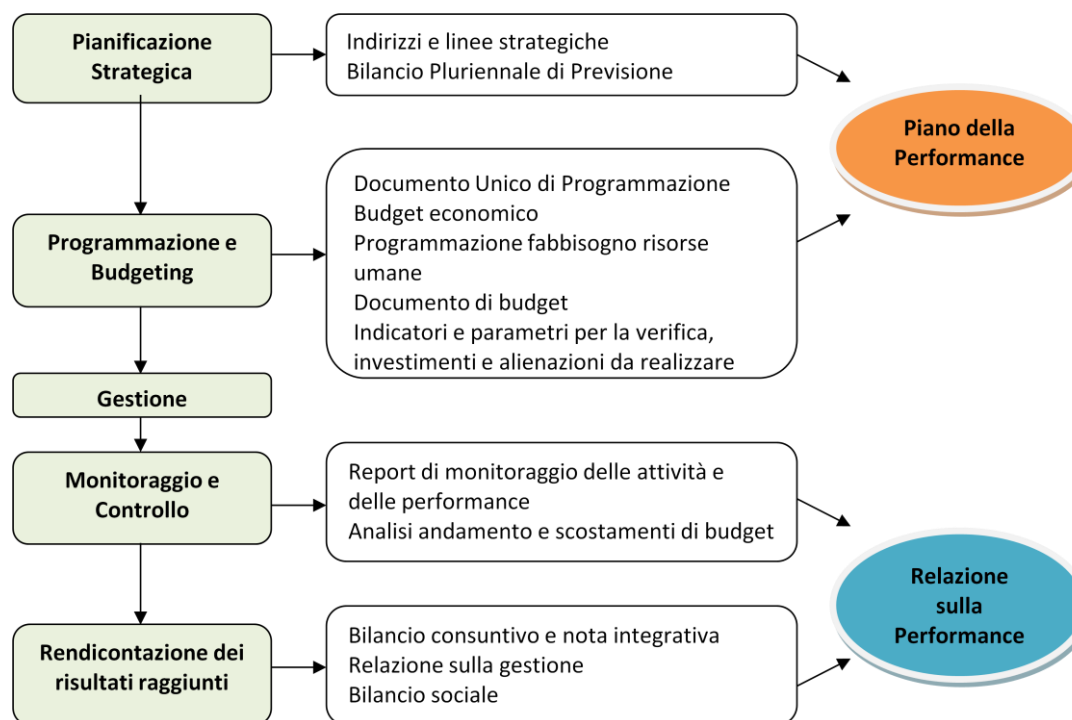 Pianificazione
Strategica
Indirizzi e linee strategiche
Bilancio Pluriennale di Previsione
Piano della
Performance
Programmazione e
Budgeting
Documento Unico di Programmazione
Budget economico
Programmazione fabbisogno risorse
umane
Documento di budget
Indicatori e parametri per la verifica,
investimenti e alienazioni da realizzare
Gestione
Monitoraggio e
Controllo
Report di monitoraggio delle attività e
delle performance
Analisi andamento e scostamenti di budget
Relazione
sulla
Performance
Rendicontazione dei
risultati raggiunti
Bilancio consuntivo e nota integrativa
Relazione sulla gestione
Bilancio sociale